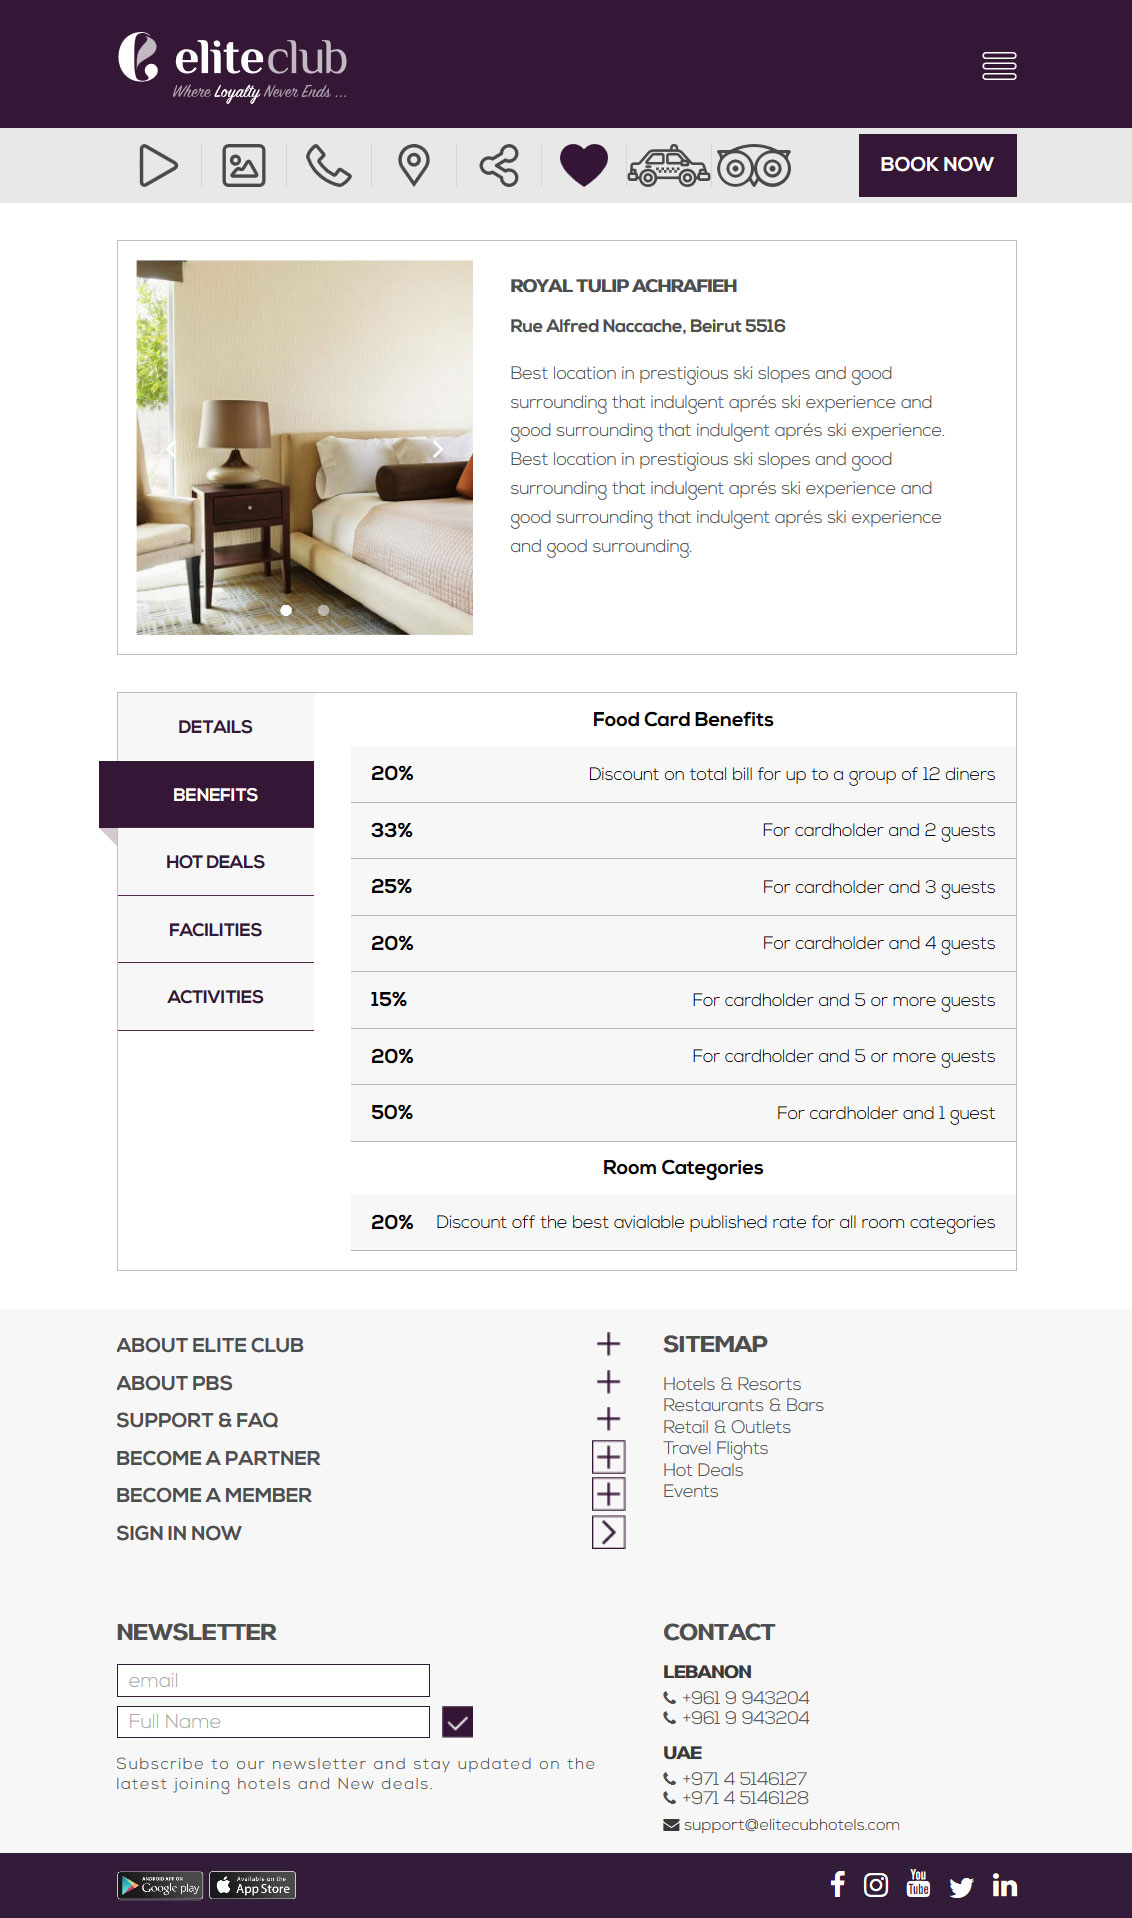 eliteclub
Where Loyalty Never Ends ...
BOOK NOW
ROYAL TULIP ACHRAFIEH
Rue Alfred Naccache, Beirut 5516
Best location in prestigious ski slopes and good
surrounding that indulgent aprés ski experience and
good surrounding that indulgent aprés ski experience.
Best location in prestigious ski slopes and good
surrounding that indulgent aprés ski experience and
good surrounding that indulgent aprés ski experience
and good surrounding.
DETAILS
BENEFITS
HOT DEALS
FACILITIES
ACTIVITIES
Food Card Benefits
20% Discount on total bill for up to a group of 12 diners
33% For cardholder and 2 guests
25% For cardholder and 3 guests
20% For cardholder and 4 guests
15% For cardholder and 5 or more guests
20% For cardholder and 5 or more guests
50% For cardholder and 1 guest
Room Categories
20% Discount off the best avialable published rate for all room categories
ABOUT ELITE CLUB
ABOUT PBS
SUPPORT & FAQ
BECOME A PARTNER
BECOME A MEMBER
SIGN IN NOW
SITEMAP
Hotels & Resorts
Restaurants & Bars
Retail & Outlets
Travel Flights
Hot Deals
Events
NEWSLETTER
email
Full Name
Subscribe to our newsletter and stay updated on the
latest joining hotels and New deals.
CONTACT
LEBANON
+961 9 943204
+961 9 943204
UAE
+971 4 5146127
+971 4 5146128
support@elitecubhotels.com
ANDROID APP ON
Google play
Available on the
App Store
You
Tube
in